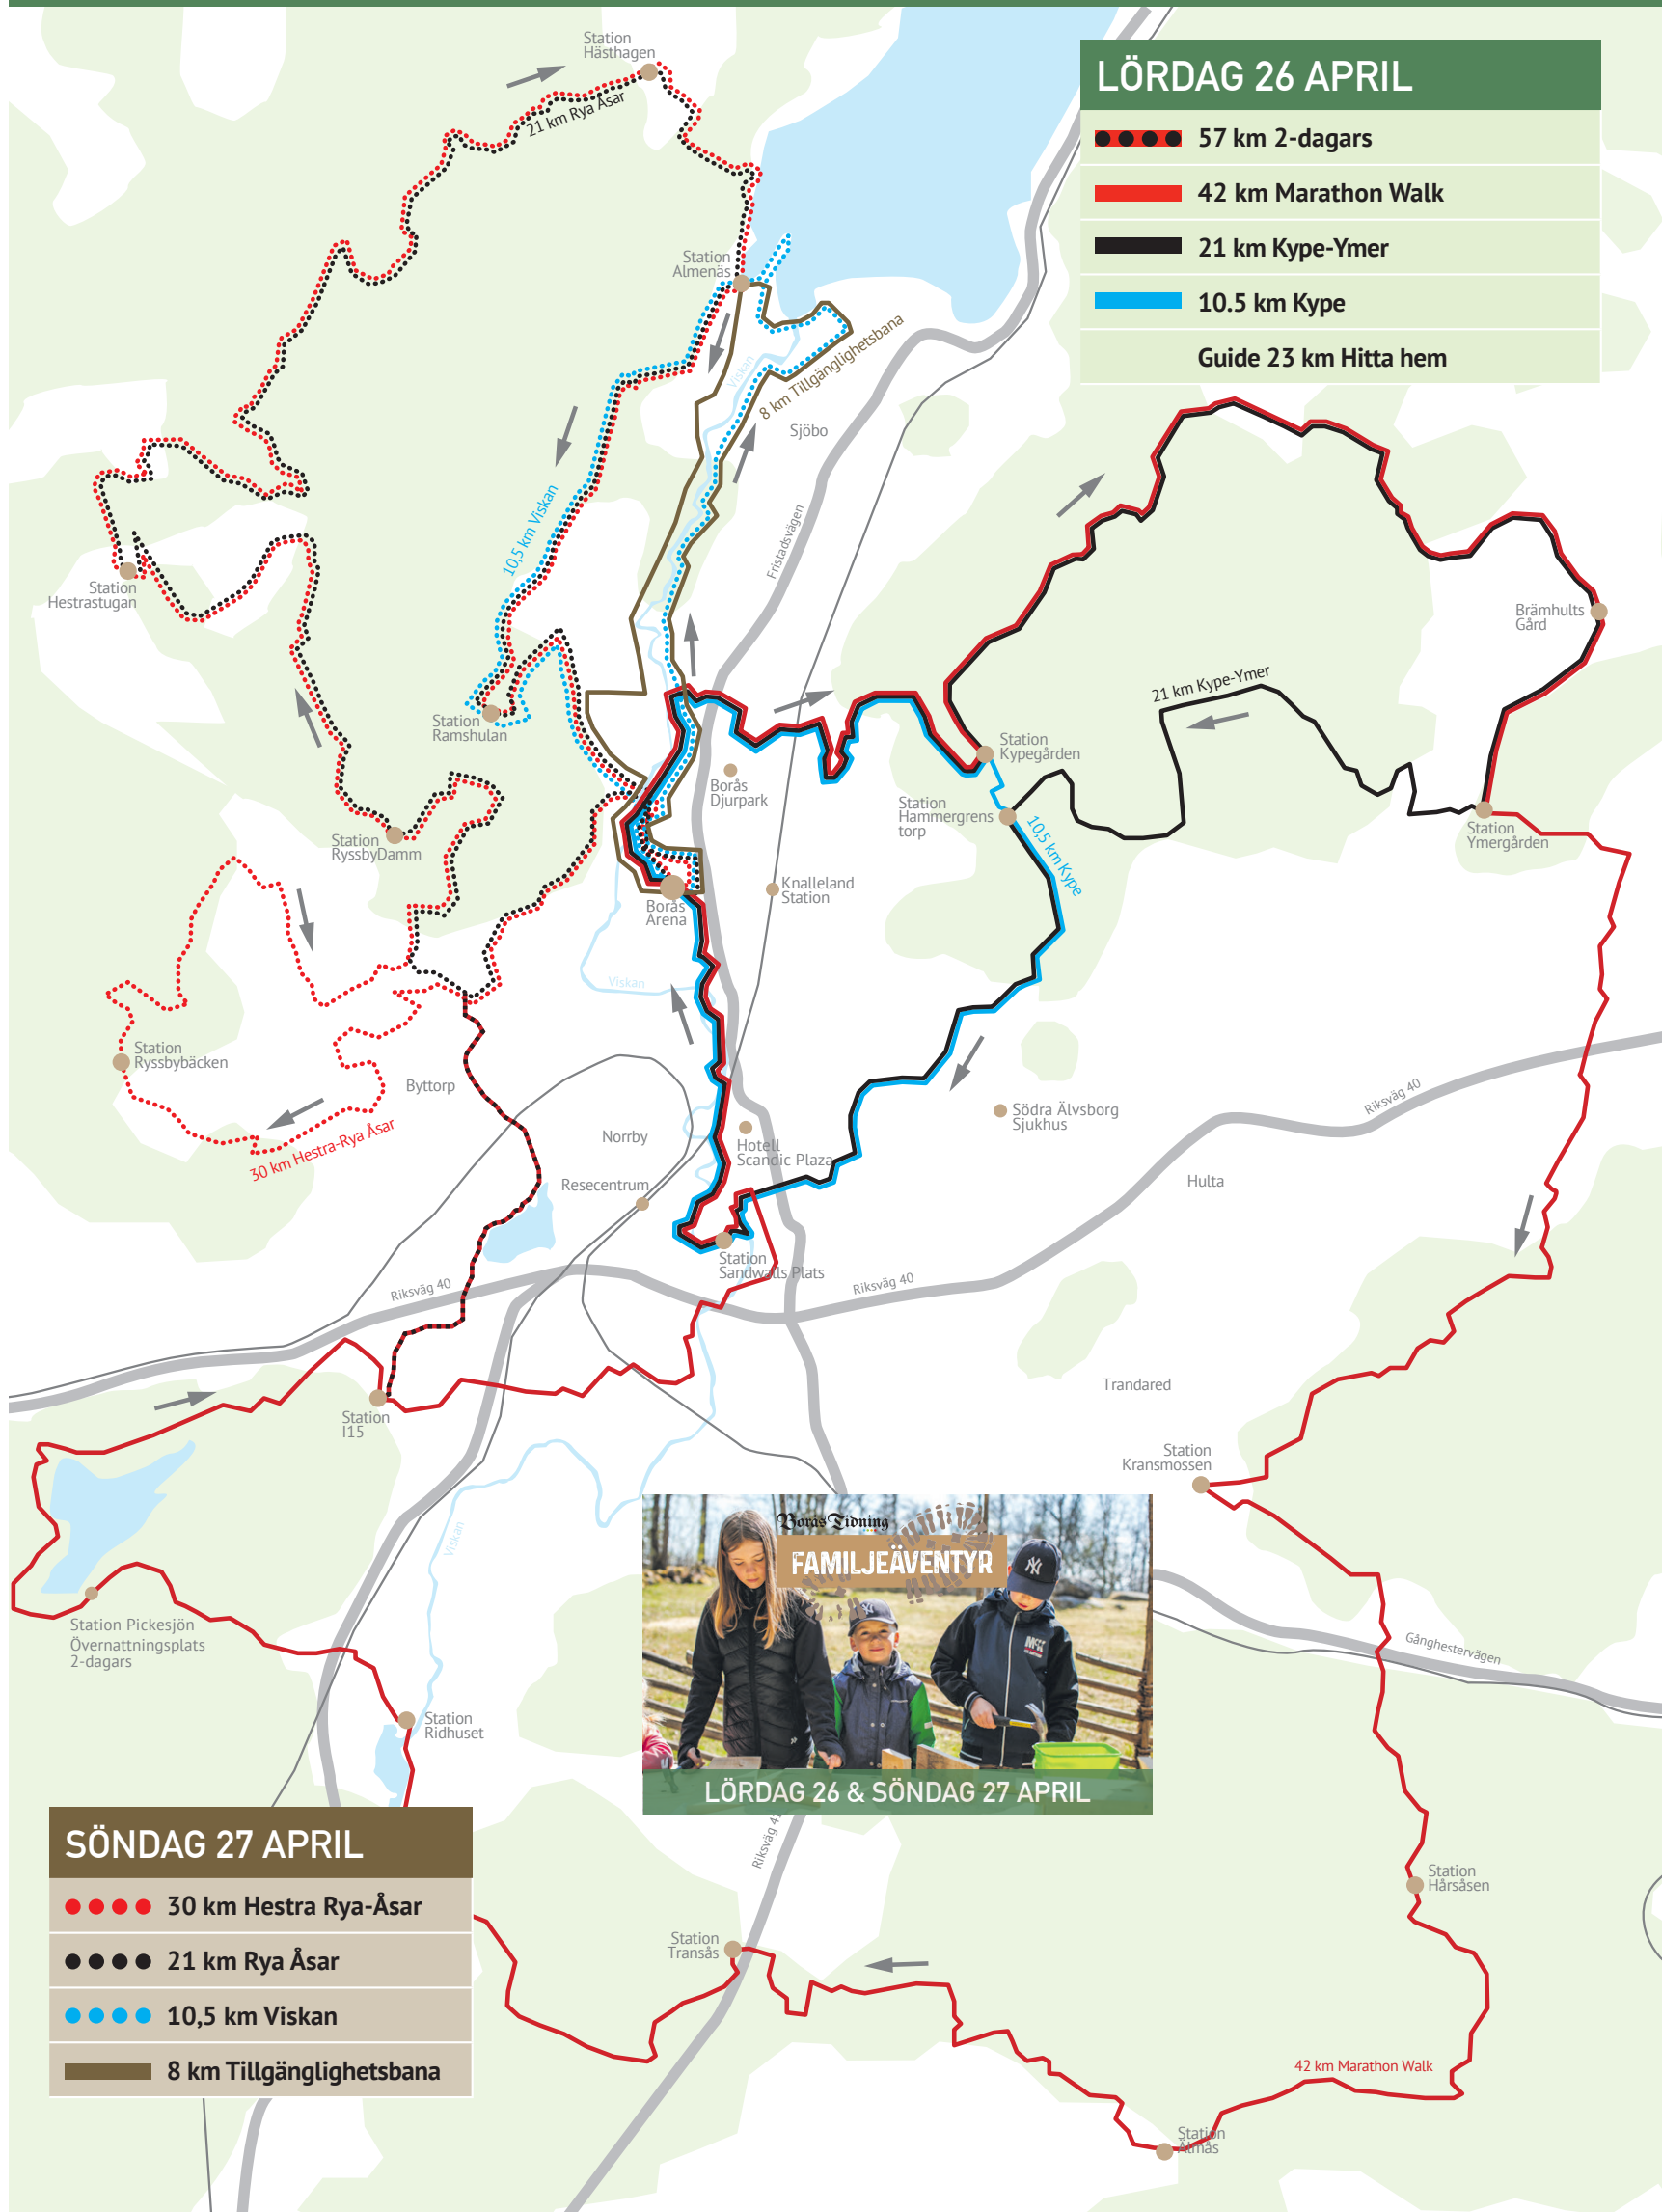 Station
Hästhagen
21 km Rya Åsar
LÖRDAG 26 APRIL
57 km 2-dagars
42 km Marathon Walk
21 km Kype-Ymer
10.5 km Kype
Guide 23 km Hitta hem
Station
Almenäs
Viskan
8 km Tillgänglighetsbana
Sjöbo
10,5 km Viskan
Fristadsvägen
Station
Hestrastugan
Brämhults
Gård
21 km Kype-Ymer
Station
Ramshulan
Station
Kypegården
Borås
Djurpark
Station
Hammergrens
torp
10,5 km Kype
Station
Ymergården
Station
RyssbyDamm
Knalleland
Station
Borås
Arena
Viskan
Station
Ryssbybäcken
Byttorp
30 km Hestra-Rya Åsar
Södra Älvsborg
Sjukhus
Riksväg 40
Norrby
Hotell
Scandic Plaza
Resecentrum
Hulta
Station
Sandwalls Plats
Riksväg 40
Riksväg 40
Trandared
Station
I15
Station
Kransmossen
Viskan
Borås Tidning
FAMILJEÄVENTYR
LÖRDAG 26 & SÖNDAG 27 APRIL
Station Pickesjön
Övernattningsplats
2-dagars
Gånghestervägen
Station
Ridhuset
Riksväg 41
SÖNDAG 27 APRIL
30 km Hestra Rya-Åsar
21 km Rya Åsar
10,5 km Viskan
8 km Tillgänglighetsbana
Station
Hårsåsen
Station
Transås
42 km Marathon Walk
Station
Älmås